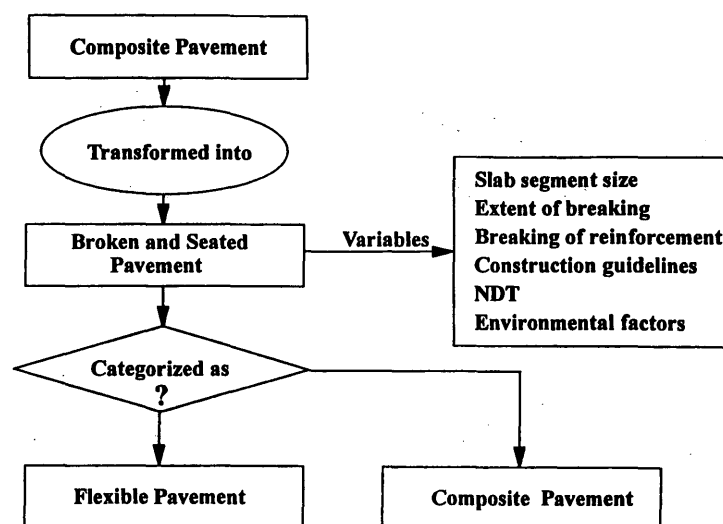 Composite Pavement
Transformed into
Broken and Seated
Pavement
Variables
Slab segment size
Extent of breaking
Breaking of reinforcement
Construction guidelines
NDT
Environmental factors
Categorized as
?
Flexible Pavement
Composite Pavement